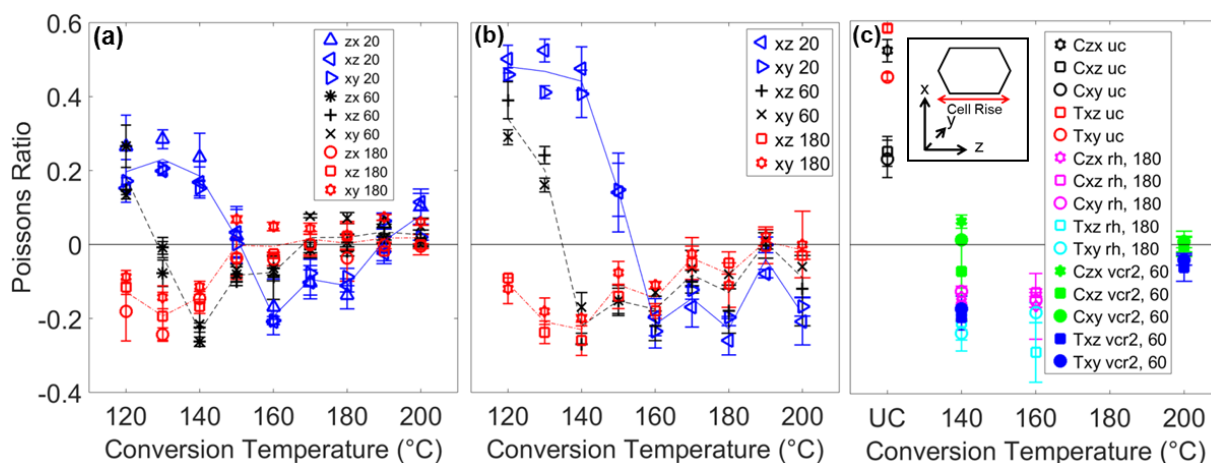 (a)
(b)
(c)
Poissons Ratio
0.6
0.4
0.2
0
-0.2
-0.4
zx 20
xz 20
xy 20
zx 60
xz 60
xy 60
zx 180
xz 180
xy 180
120 140 160 180 200
Conversion Temperature (°C)
xz 20
xy 20
xz 60
xy 60
xz 180
xy 180
120 140 160 180 200
Conversion Temperature (°C)
x
Cell Rise
y
z
Czx uc
Cxz uc
Cxy uc
Txz uc
Txy uc
Czx rh, 180
Cxz rh, 180
Cxy rh, 180
Txz rh, 180
Txy rh, 180
Czx vcr2, 60
Cxz vcr2, 60
Cxy vcr2, 60
Txz vcr2, 60
Txy vcr2, 60
UC 140 160 180 200
Conversion Temperature (°C)